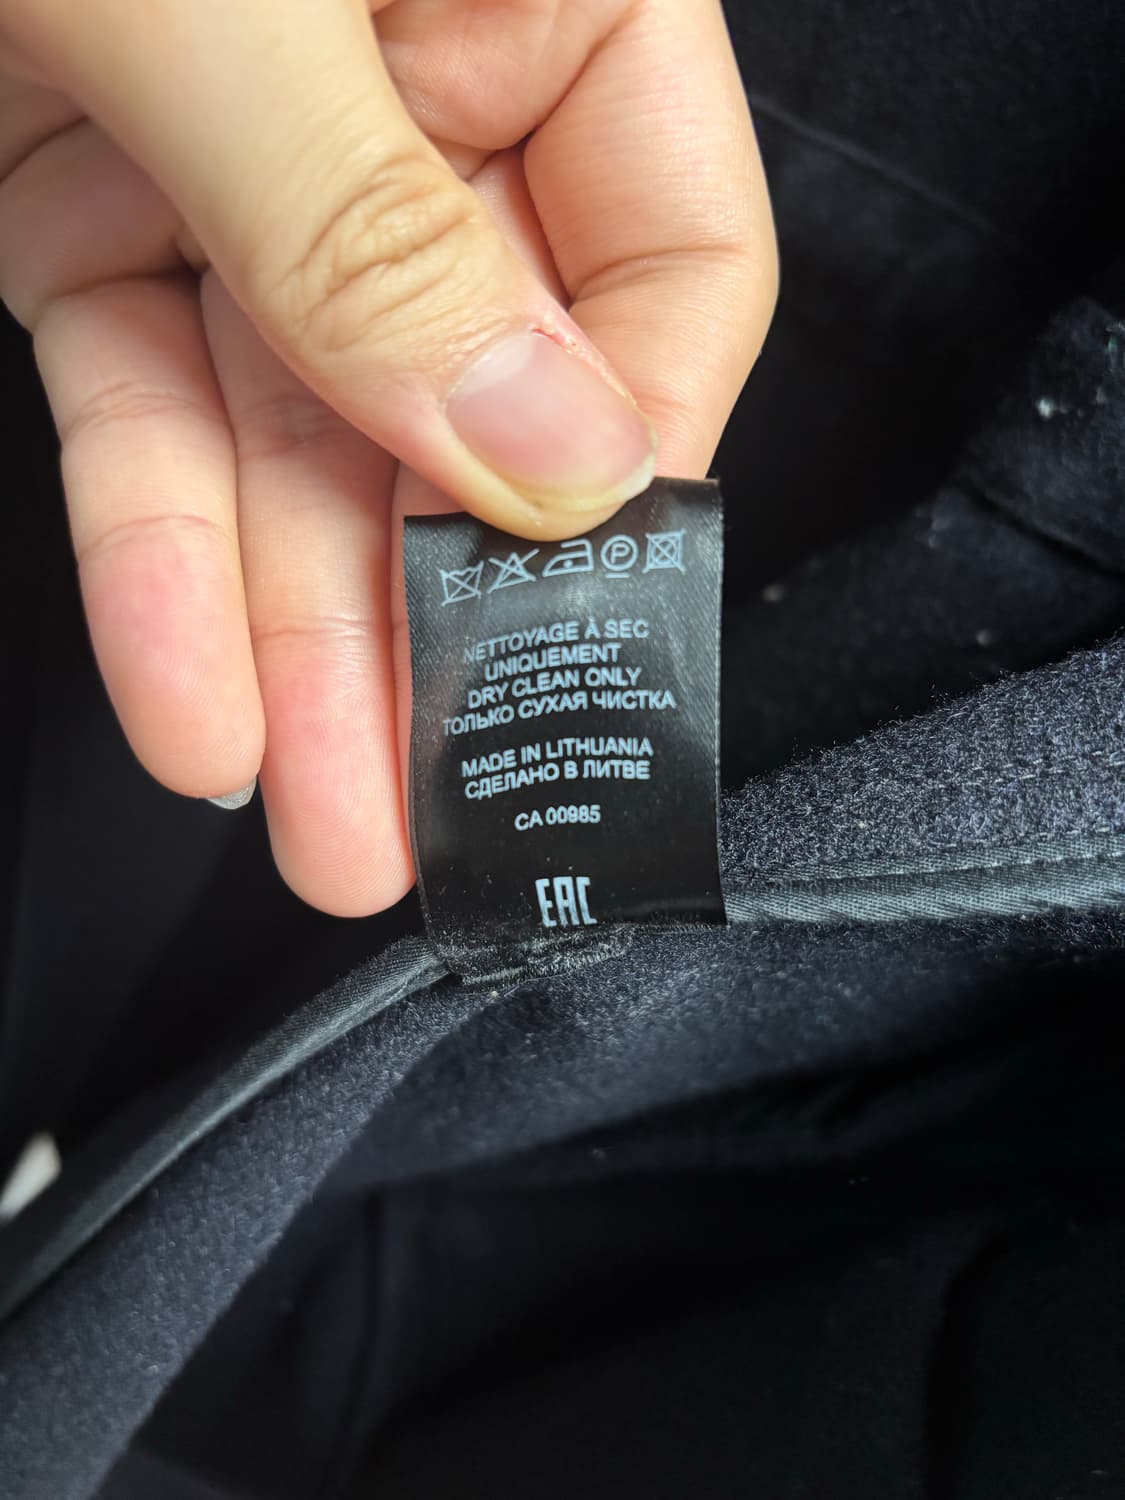 P
NETTOYAGE À SEC
UNIQUEMENT
DRY CLEAN ONLY
ТОЛЬКО СУХАЯ ЧИСТКА
MADE IN LITHUANIA
СДЕЛАНО В ЛИТВЕ
CA 00985
EAC